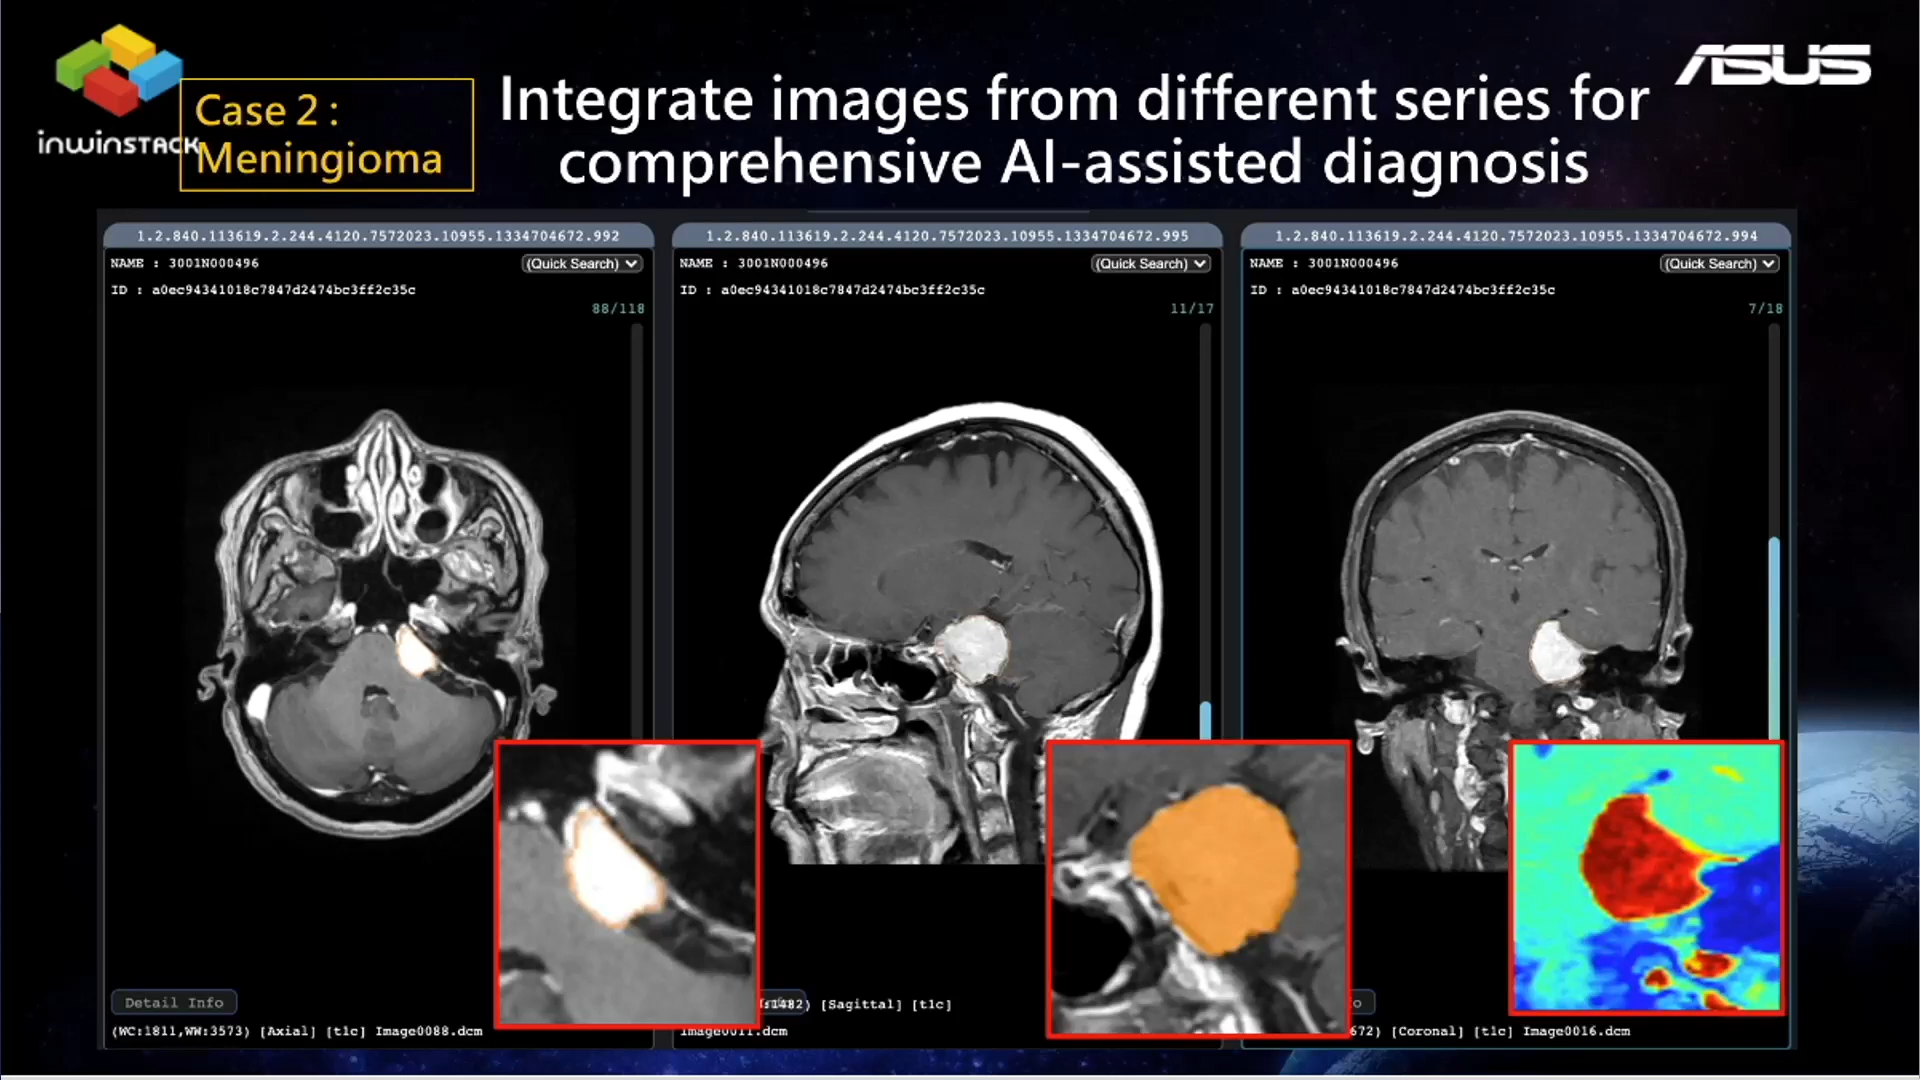 inwinSTACK
Case 2 :
Meningioma
Integrate images from different series for
comprehensive AI-assisted diagnosis
ASUS
1.2.840.113619.2.244.4120.7572023.10955.1334704672.992
NAME : 3001N000496
(Quick Search)
ID : a0ec94341018c7847d2474bc3ff2c35c
88/118
Detail Info
(WC:1811,WW:3573) [Axial] [t1c] Image0088.dcm
1.2.840.113619.2.244.4120.7572023.10955.1334704672.995
NAME : 3001N000496
(Quick Search)
ID : a0ec94341018c7847d2474bc3ff2c35c
11/17
1482) [Sagittal] [t1c]
Image0011.dcm
1.2.840.113619.2.244.4120.7572023.10955.1334704672.994
NAME : 3001N000496
(Quick Search)
ID : a0ec94341018c7847d2474bc3ff2c35c
7/18
672) [Coronal] [t1c] Image0016.dcm